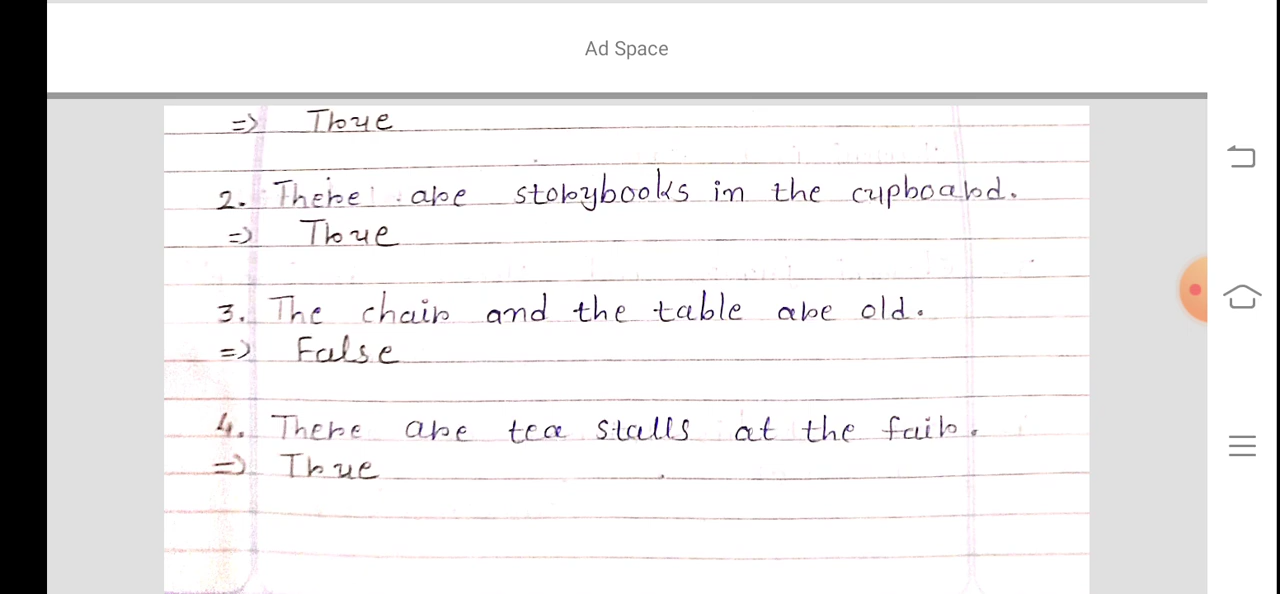 Ad Space
=> True
2. There are storybooks in the cupboard.
=> True
3. The chair and the table are old.
=> False
4. There are tea stalls at the fair.
=> True